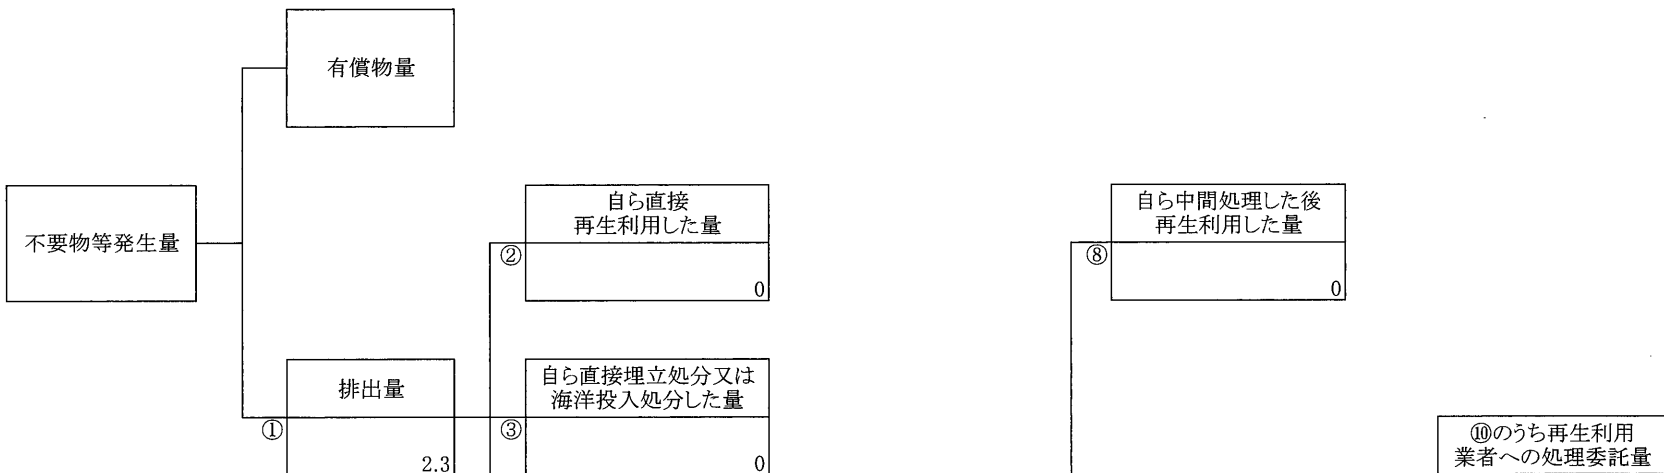 有償物量
不要物等発生量
自ら直接
再生利用した量
②
0
自ら中間処理した後
再生利用した量
⑧
0
排出量
①
2.3
自ら直接埋立処分又は
海洋投入処分した量
③
0
⑩のうち再生利用
業者への処理委託量